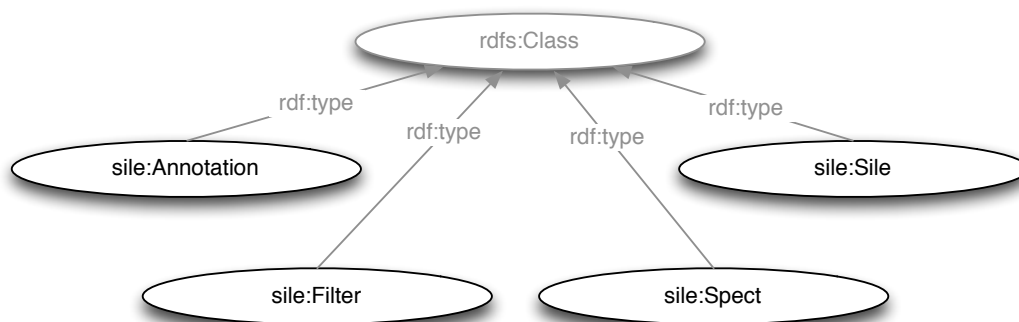 rdfs:Class
rdf:type
rdf:type
rdf:type
rdf:type
sile:Annotation
sile:Sile
sile:Filter
sile:Spect